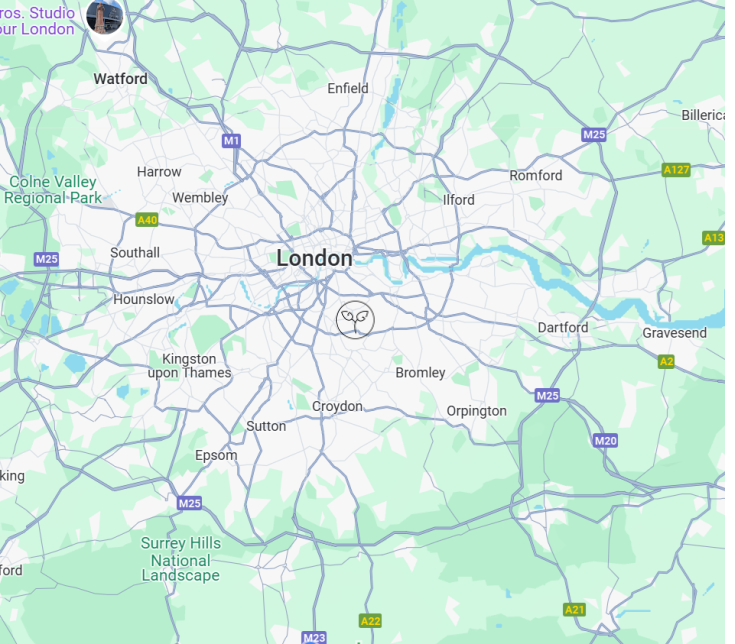 ros. Studio
our London
Watford
Enfield
Billerica
M1
M25
Harrow
A127
Romford
Colne Valley
Regional Park
Wembley
Ilford
A40
A13
Southall
London
M25
Hounslow
Dartford
Gravesend
Kingston
upon Thames
A2
Bromley
M25
Croydon
Orpington
Sutton
M20
Epsom
king
M25
Surrey Hills
National
Landscape
ford
A21
A22
M23